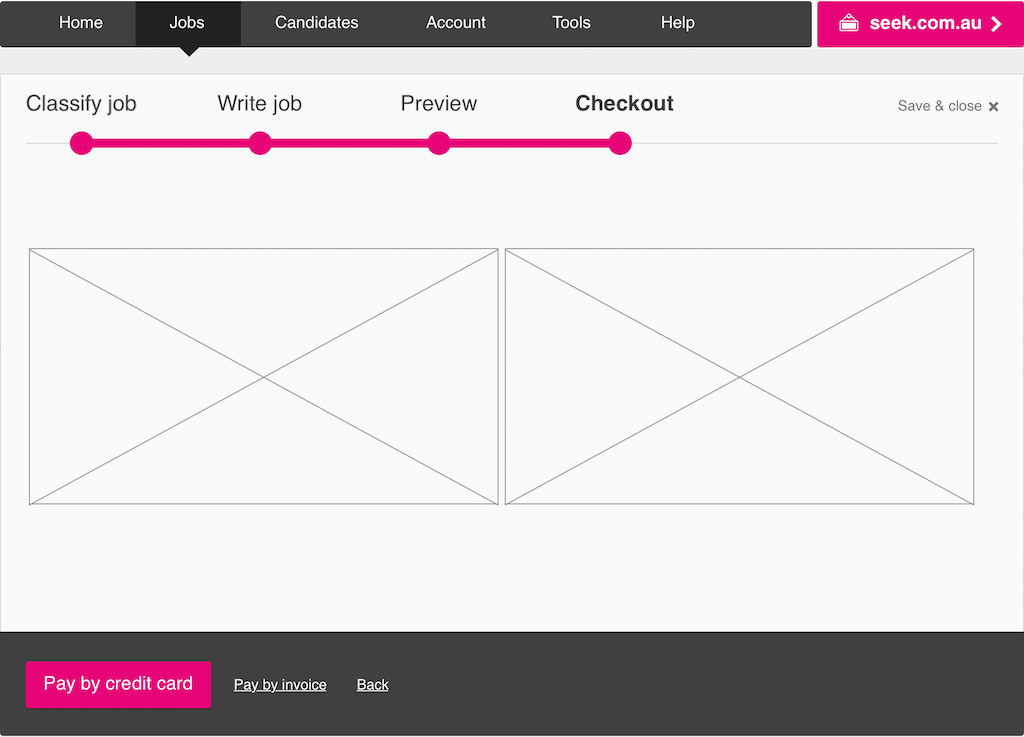 Home Jobs Candidates Account Tools Help seek.com.au
Classify job Write job Preview Checkout Save & close
Pay by credit card Pay by invoice Back